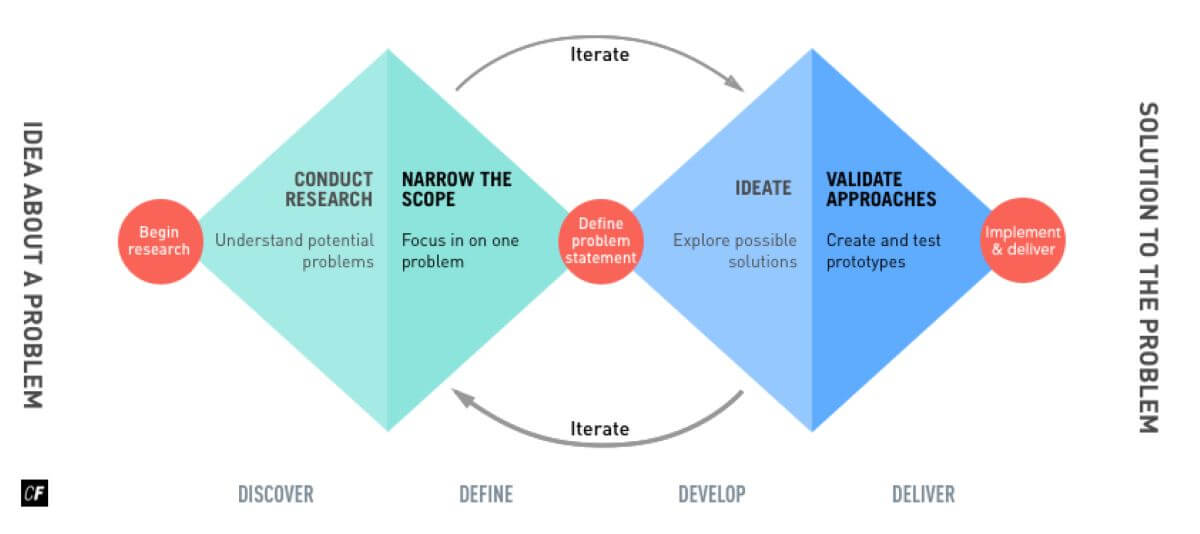 Iterate
IDEA ABOUT A PROBLEM
SOLUTION TO THE PROBLEM
CONDUCT
RESEARCH
Understand potential
problems
NARROW THE
SCOPE
Focus in on one
problem
IDEATE
Explore possible
solutions
VALIDATE
APPROACHES
Create and test
prototypes
Begin
research
Define
problem
statement
Implement
& deliver
Iterate
DISCOVER
DEFINE
DEVELOP
DELIVER
CF